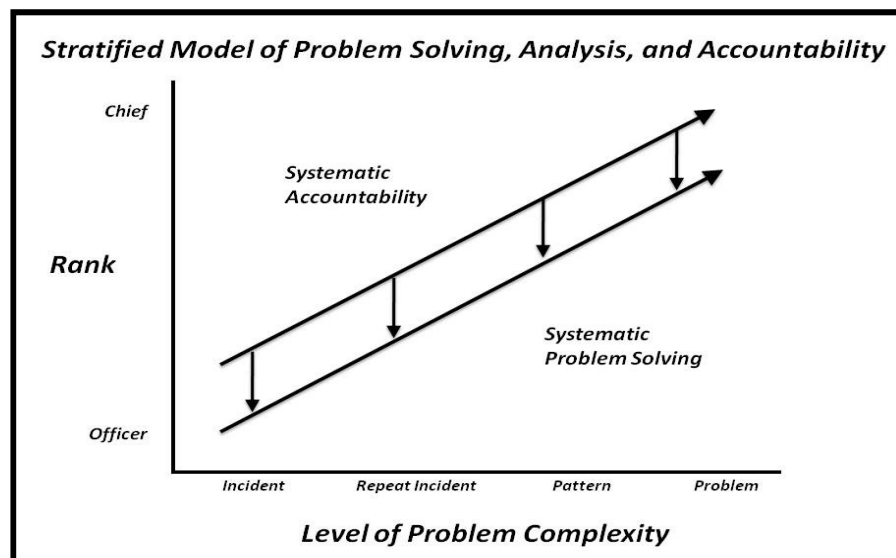 Stratified Model of Problem Solving, Analysis, and Accountability
Chief
Systematic
Accountability
Rank
Systematic
Problem Solving
Officer
Incident
Repeat Incident
Pattern
Problem
Level of Problem Complexity